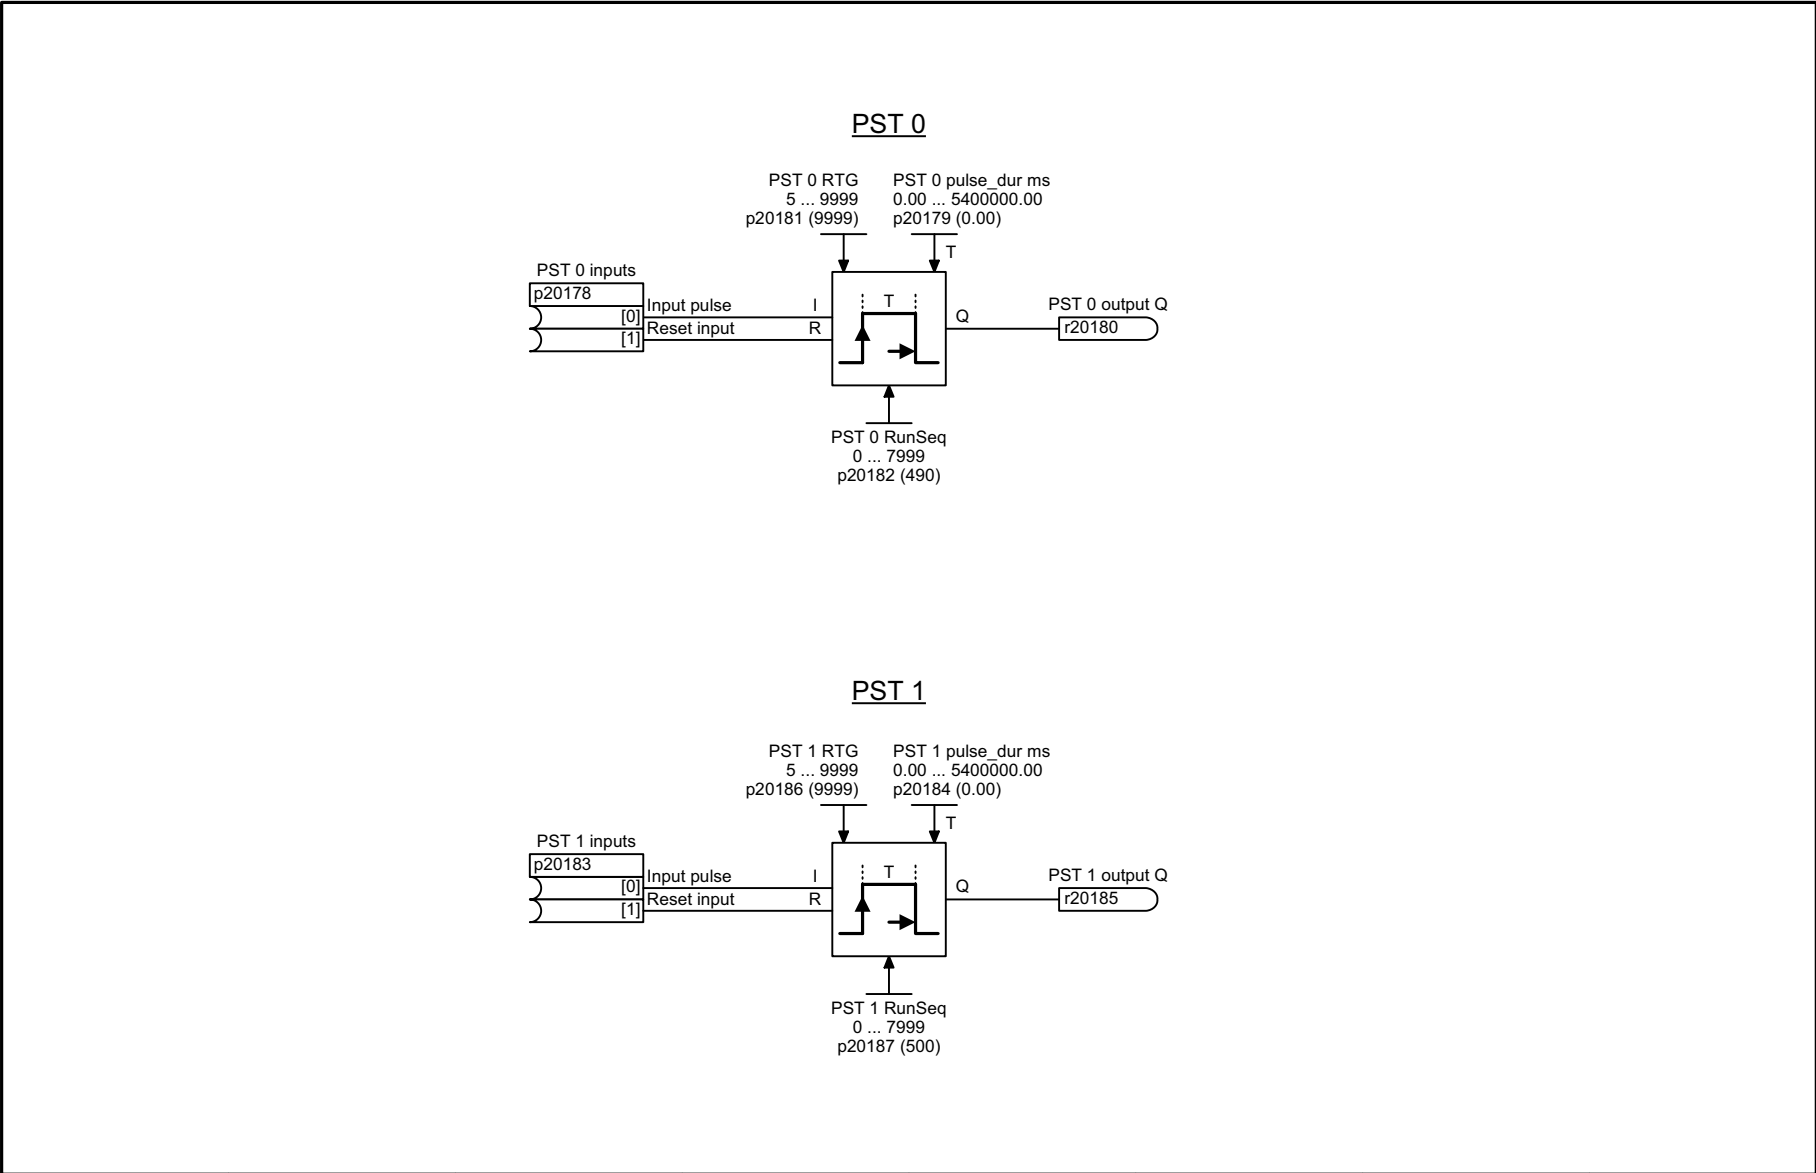 PST 0
PST 0 RTG
5 ... 9999
p20181 (9999)
PST 0 pulse_dur ms
0.00 ... 5400000.00
p20179 (0.00)
T
PST 0 inputs
p20178
[0]
[1]
Input pulse
Reset input
I
R
T
Q
PST 0 output Q
r20180
PST 0 RunSeq
0 ... 7999
p20182 (490)
PST 1
PST 1 RTG
5 ... 9999
p20186 (9999)
PST 1 pulse_dur ms
0.00 ... 5400000.00
p20184 (0.00)
T
PST 1 inputs
p20183
[0]
[1]
Input pulse
Reset input
I
R
T
Q
PST 1 output Q
r20185
PST 1 RunSeq
0 ... 7999
p20187 (500)